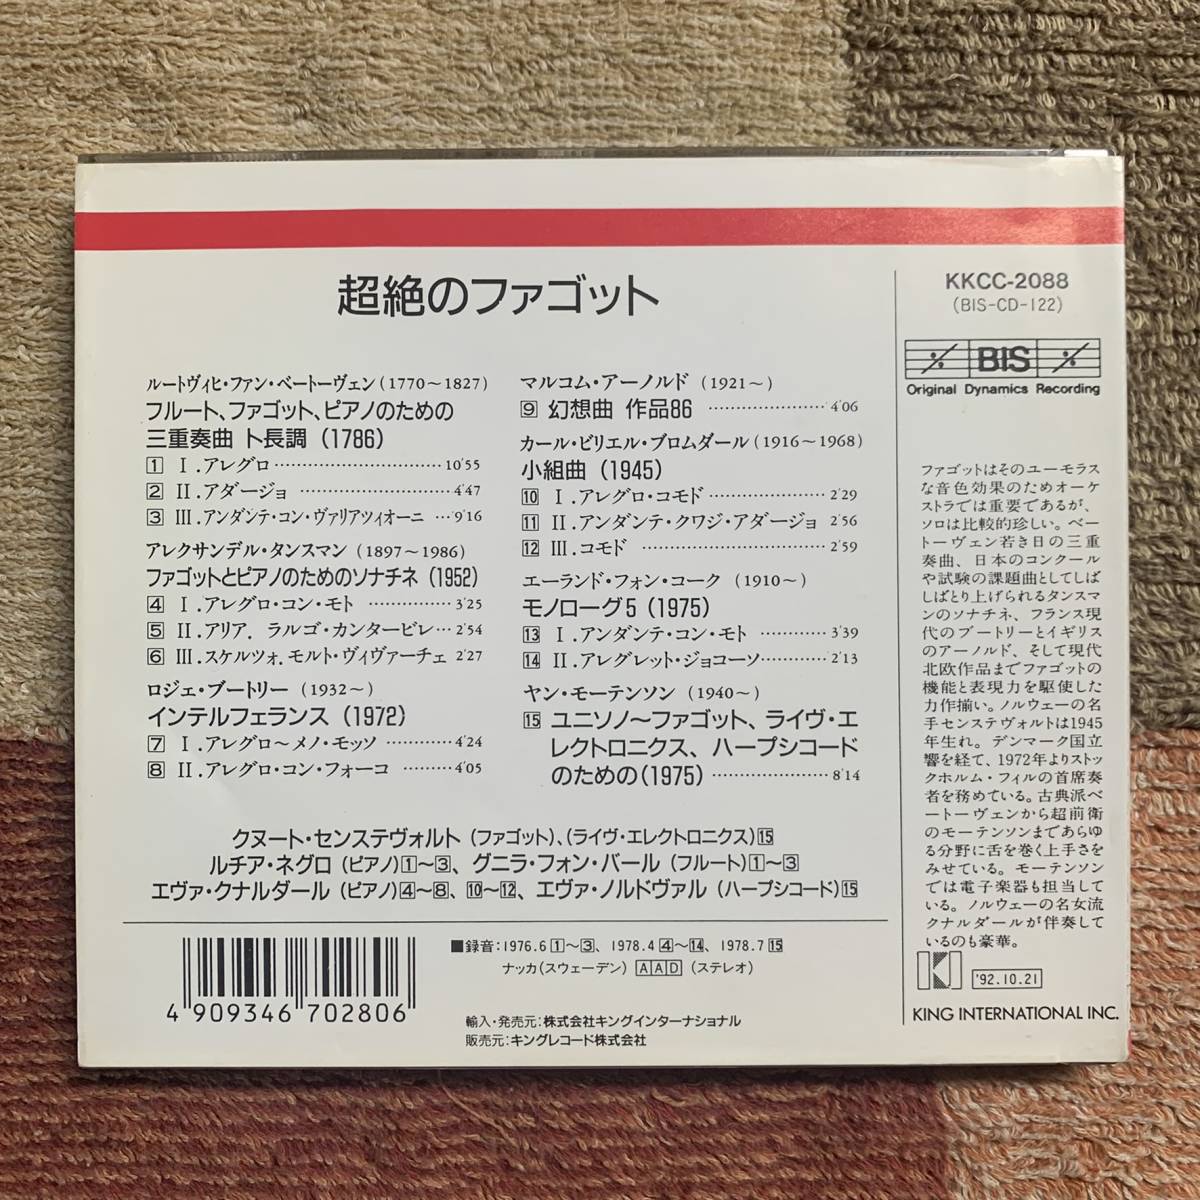 超絶のファゴット
ルートヴィヒ・ファン・ベートーヴェン(1770～1827)
フルート、ファゴット、ピアノのための
三重奏曲 ト長調 (1786)
1 I.アレグロ…………………………10'55
2 II.アダージョ………………………4'47
3 III.アンダンテ・コン・ヴァリアツィオーニ…9'16
アレクサンデル・タンスマン(1897～1986)
ファゴットとピアノのためのソナチネ(1952)
4 I.アレグロ・コン・モト……………3'25
5 II.アリア. ラルゴ・カンタービレ…2'54
6 III.スケルツォ.モルト・ヴィヴァーチェ 2'27
ロジェ・ブートリー(1932～)
インテルフェランス(1972)
7 I.アレグロ～メノ・モッソ…………4'24
8 II.アレグロ・コン・フォーコ………4'05
マルコム・アーノルド(1921～)
9 幻想曲 作品86…………………4'06
カール・ビリエル・ブロムダール(1916～1968)
小組曲(1945)
10 I.アレグロ・コモド…………………2'29
11 II.アンダンテ・クワジ・アダージョ 2'56
12 III.コモド……………………………2'59
エーランド・フォン・コーク(1910～)
モノローグ5(1975)
13 I.アンダンテ・コン・モト…………3'39
14 II.アレグレット・ジョコーソ…………2'13
ヤン・モーテンソン(1940～)
15 ユニソノ～ファゴット、ライヴ・エ
レクトロニクス、ハープシコード
のための(1975)…………………8'14
クヌート・センステヴォルト(ファゴット)、(ライヴ・エレクトロニクス)15
ルチア・ネグロ(ピアノ)1～3、グニラ・フォン・バール(フルート)1～3
エヴァ・クナルダール(ピアノ)4～8、10～12、エヴァ・ノルドヴァル(ハープシコード)15
4 909346 702806
■録音:1976.6 1～3、1978.4 4～14、1978.7 15
ナッカ(スウェーデン) AAD (ステレオ)
輸入・発売元:株式会社キングインターナショナル
販売元:キングレコード株式会社
KKCC-2088
(BIS-CD-122)
BIS
Original Dynamics Recording
ファゴットはそのユーモラス
な音色効果のためオーケ
ストラでは重要であるが、
ソロは比較的珍しい。ベー
トーヴェン若き日の三重
奏曲、日本のコンクール
や試験の課題曲としてしば
しばとり上げられるタンスマ
ンのソナチネ、フランス現
代のブートリーとイギリス
のアーノルド、そして現代
北欧作品までファゴットの
機能と表現力を駆使した
力作揃い。ノルウェーの名
手センステヴォルトは1945
年生れ。デンマーク国立
響を経て、1972年よりストッ
クホルム・フィルの首席奏
者を務めている。古典派ベ
ートーヴェンから超前衛
のモーテンソンまであらゆ
る分野に舌を巻く上手さを
みせている。モーテンソン
では電子楽器も担当して
いる。ノルウェーの名女流
クナルダールが伴奏して
いるのも豪華。
'92.10.21
KING INTERNATIONAL INC.